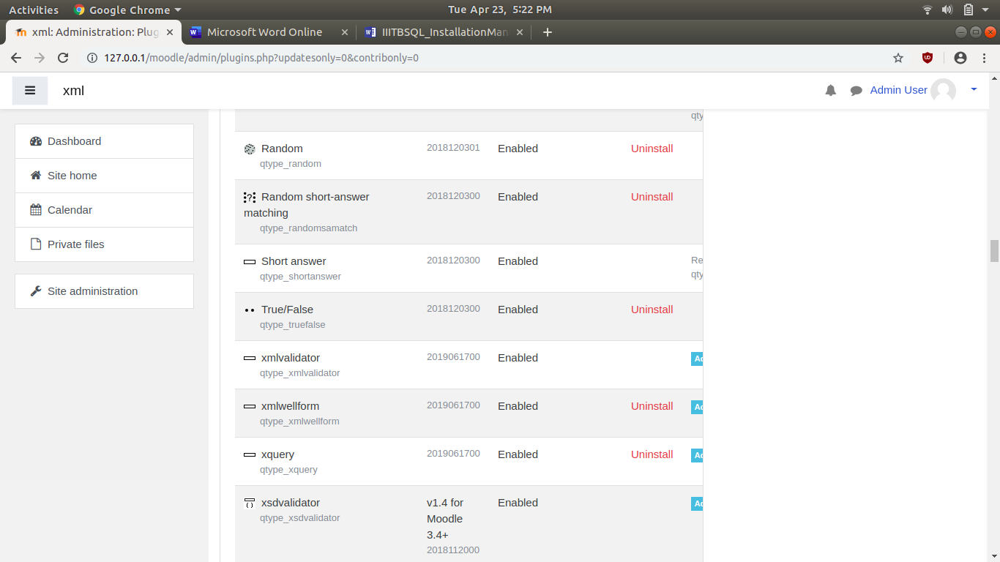 Activities Google Chrome Tue Apr 23, 5:22 PM
xml: Administration: Plug Microsoft Word Online IIITBSQL_InstallationMan
127.0.0.1/moodle/admin/plugins.php?updatesonly=0&contribonly=0
xml Admin User
Dashboard
Site home
Calendar
Private files
Site administration
qty
Random 2018120301 Enabled Uninstall
qtype_random
Random short-answer 2018120300 Enabled Uninstall
matching
qtype_randomsamatch
Short answer 2018120300 Enabled Re
qtype_shortanswer qty
True/False 2018120300 Enabled Uninstall
qtype_truefalse
xmlvalidator 2019061700 Enabled Ad
qtype_xmlvalidator
xmlwellform 2019061700 Enabled Uninstall Ad
qtype_xmlwellform
xquery 2019061700 Enabled Uninstall Ad
qtype_xquery
xsdvalidator v1.4 for Enabled Ad
qtype_xsdvalidator Moodle
3.4+
2018112000